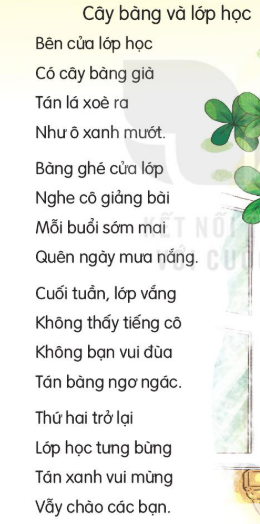 Cây bàng và lớp học
Bên cửa lớp học
Có cây bàng già
Tán lá xoè ra
Như ô xanh mướt.
Bàng ghé cửa lớp
Nghe cô giảng bài
Mỗi buổi sớm mai
Quên ngày mưa nắng.
Cuối tuần, lớp vắng
Không thấy tiếng cô
Không bạn vui đùa
Tán bàng ngơ ngác.
Thứ hai trở lại
Lớp học tưng bừng
Tán xanh vui mừng
Vẫy chào các bạn.
KẾT NỐI
VỚI CUỘ